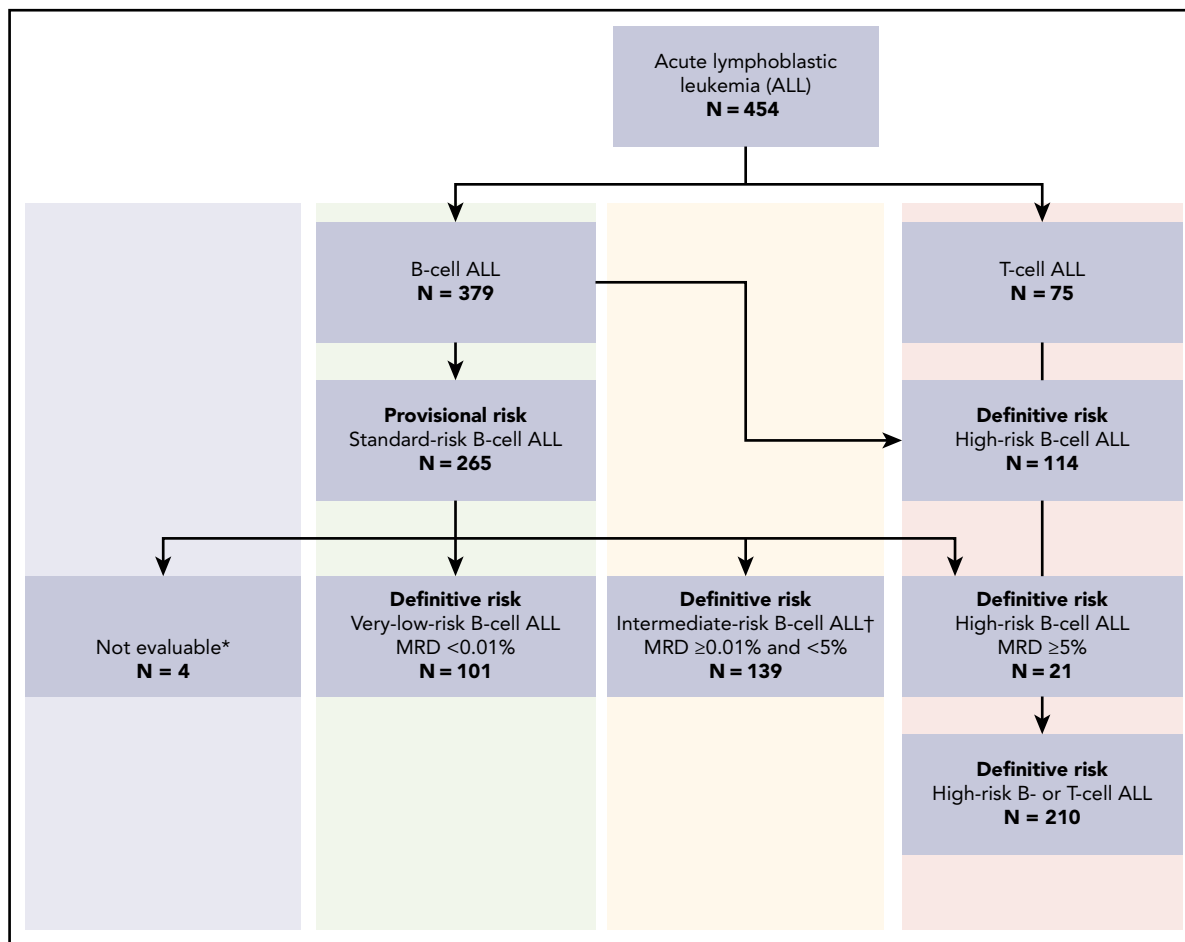 Acute lymphoblastic
leukemia (ALL)
N = 454
B-cell ALL
N = 379
T-cell ALL
N = 75
Provisional risk
Standard-risk B-cell ALL
N = 265
Definitive risk
High-risk B-cell ALL
N = 114
Not evaluable*
N = 4
Definitive risk
Very-low-risk B-cell ALL
MRD <0.01%
N = 101
Definitive risk
Intermediate-risk B-cell ALL†
MRD ≥0.01% and <5%
N = 139
Definitive risk
High-risk B-cell ALL
MRD ≥5%
N = 21
Definitive risk
High-risk B- or T-cell ALL
N = 210